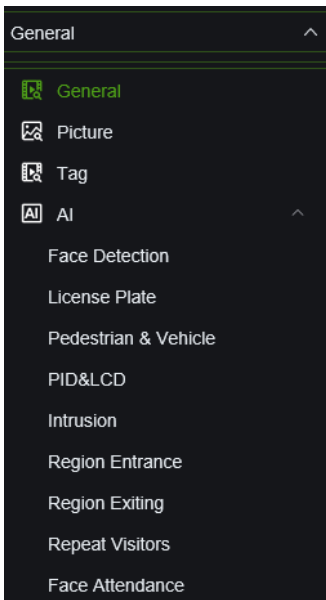 General
General
Picture
Tag
AI AI
Face Detection
License Plate
Pedestrian & Vehicle
PID&LCD
Intrusion
Region Entrance
Region Exiting
Repeat Visitors
Face Attendance